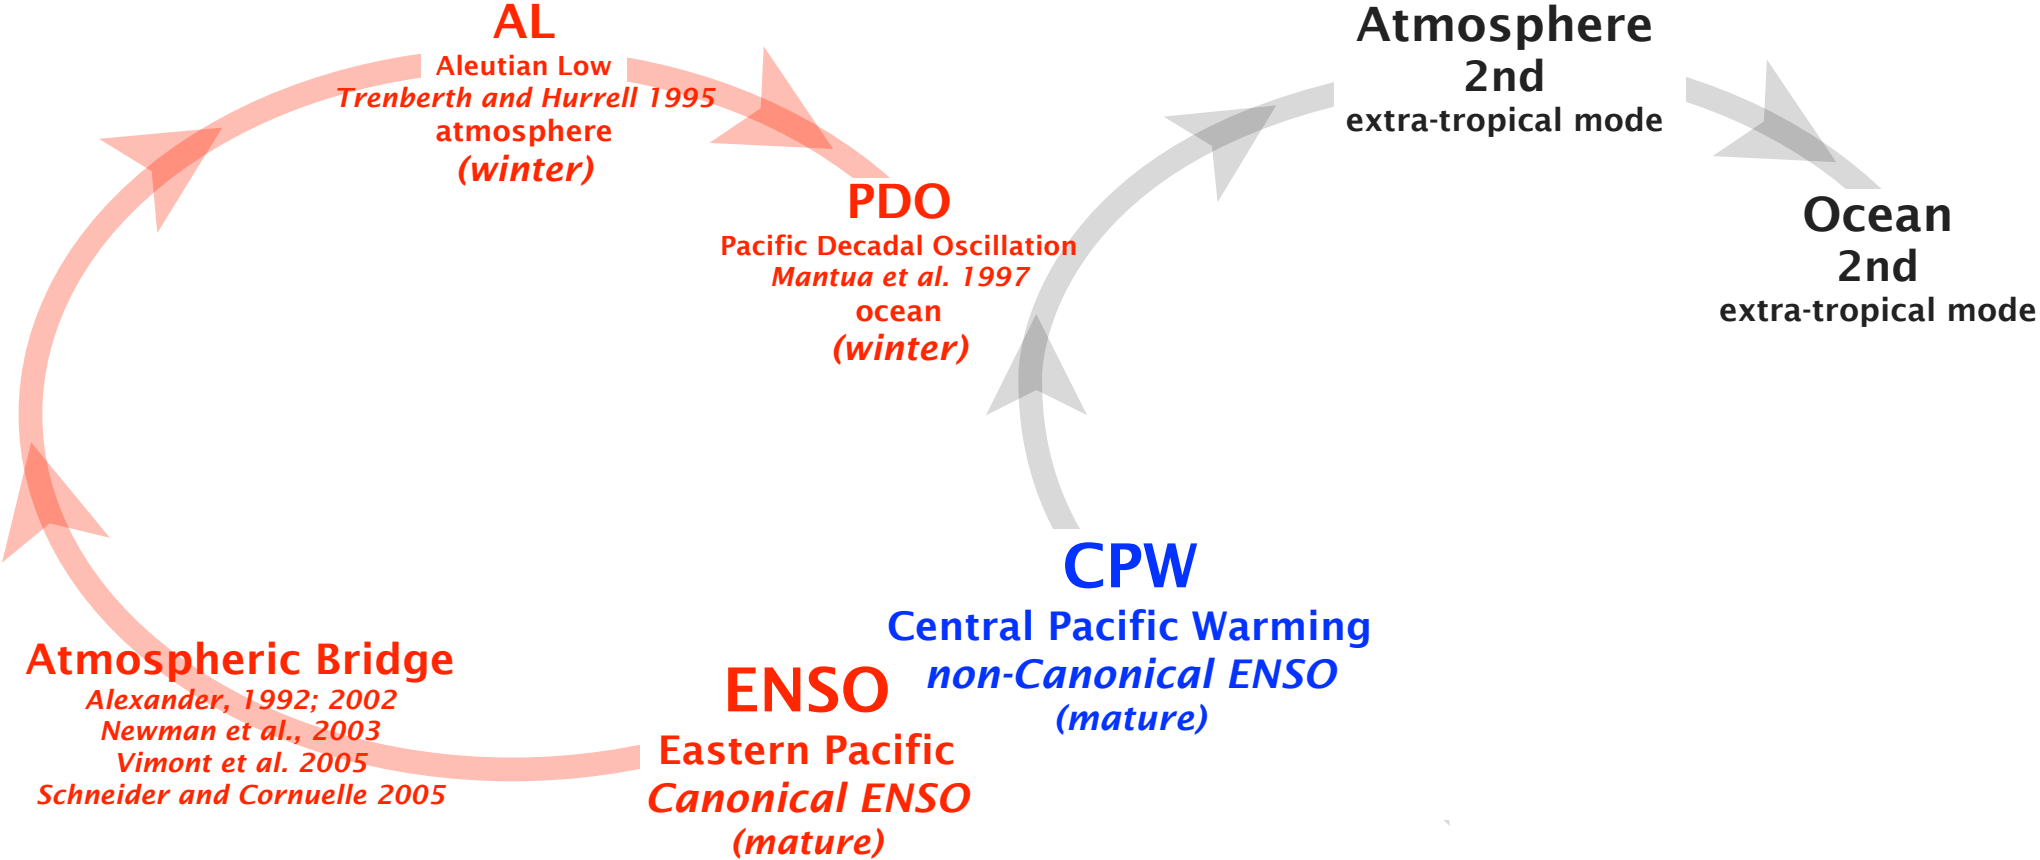 AL
Aleutian Low
Trenberth and Hurrell 1995
atmosphere
(winter)
PDO
Pacific Decadal Oscillation
Mantua et al. 1997
ocean
(winter)
Atmosphere
2nd
extra-tropical mode
Ocean
2nd
extra-tropical mode
Atmospheric Bridge
Alexander, 1992; 2002
Newman et al., 2003
Vimont et al. 2005
Schneider and Cornuelle 2005
ENSO
Eastern Pacific
Canonical ENSO
(mature)
CPW
Central Pacific Warming
non-Canonical ENSO
(mature)